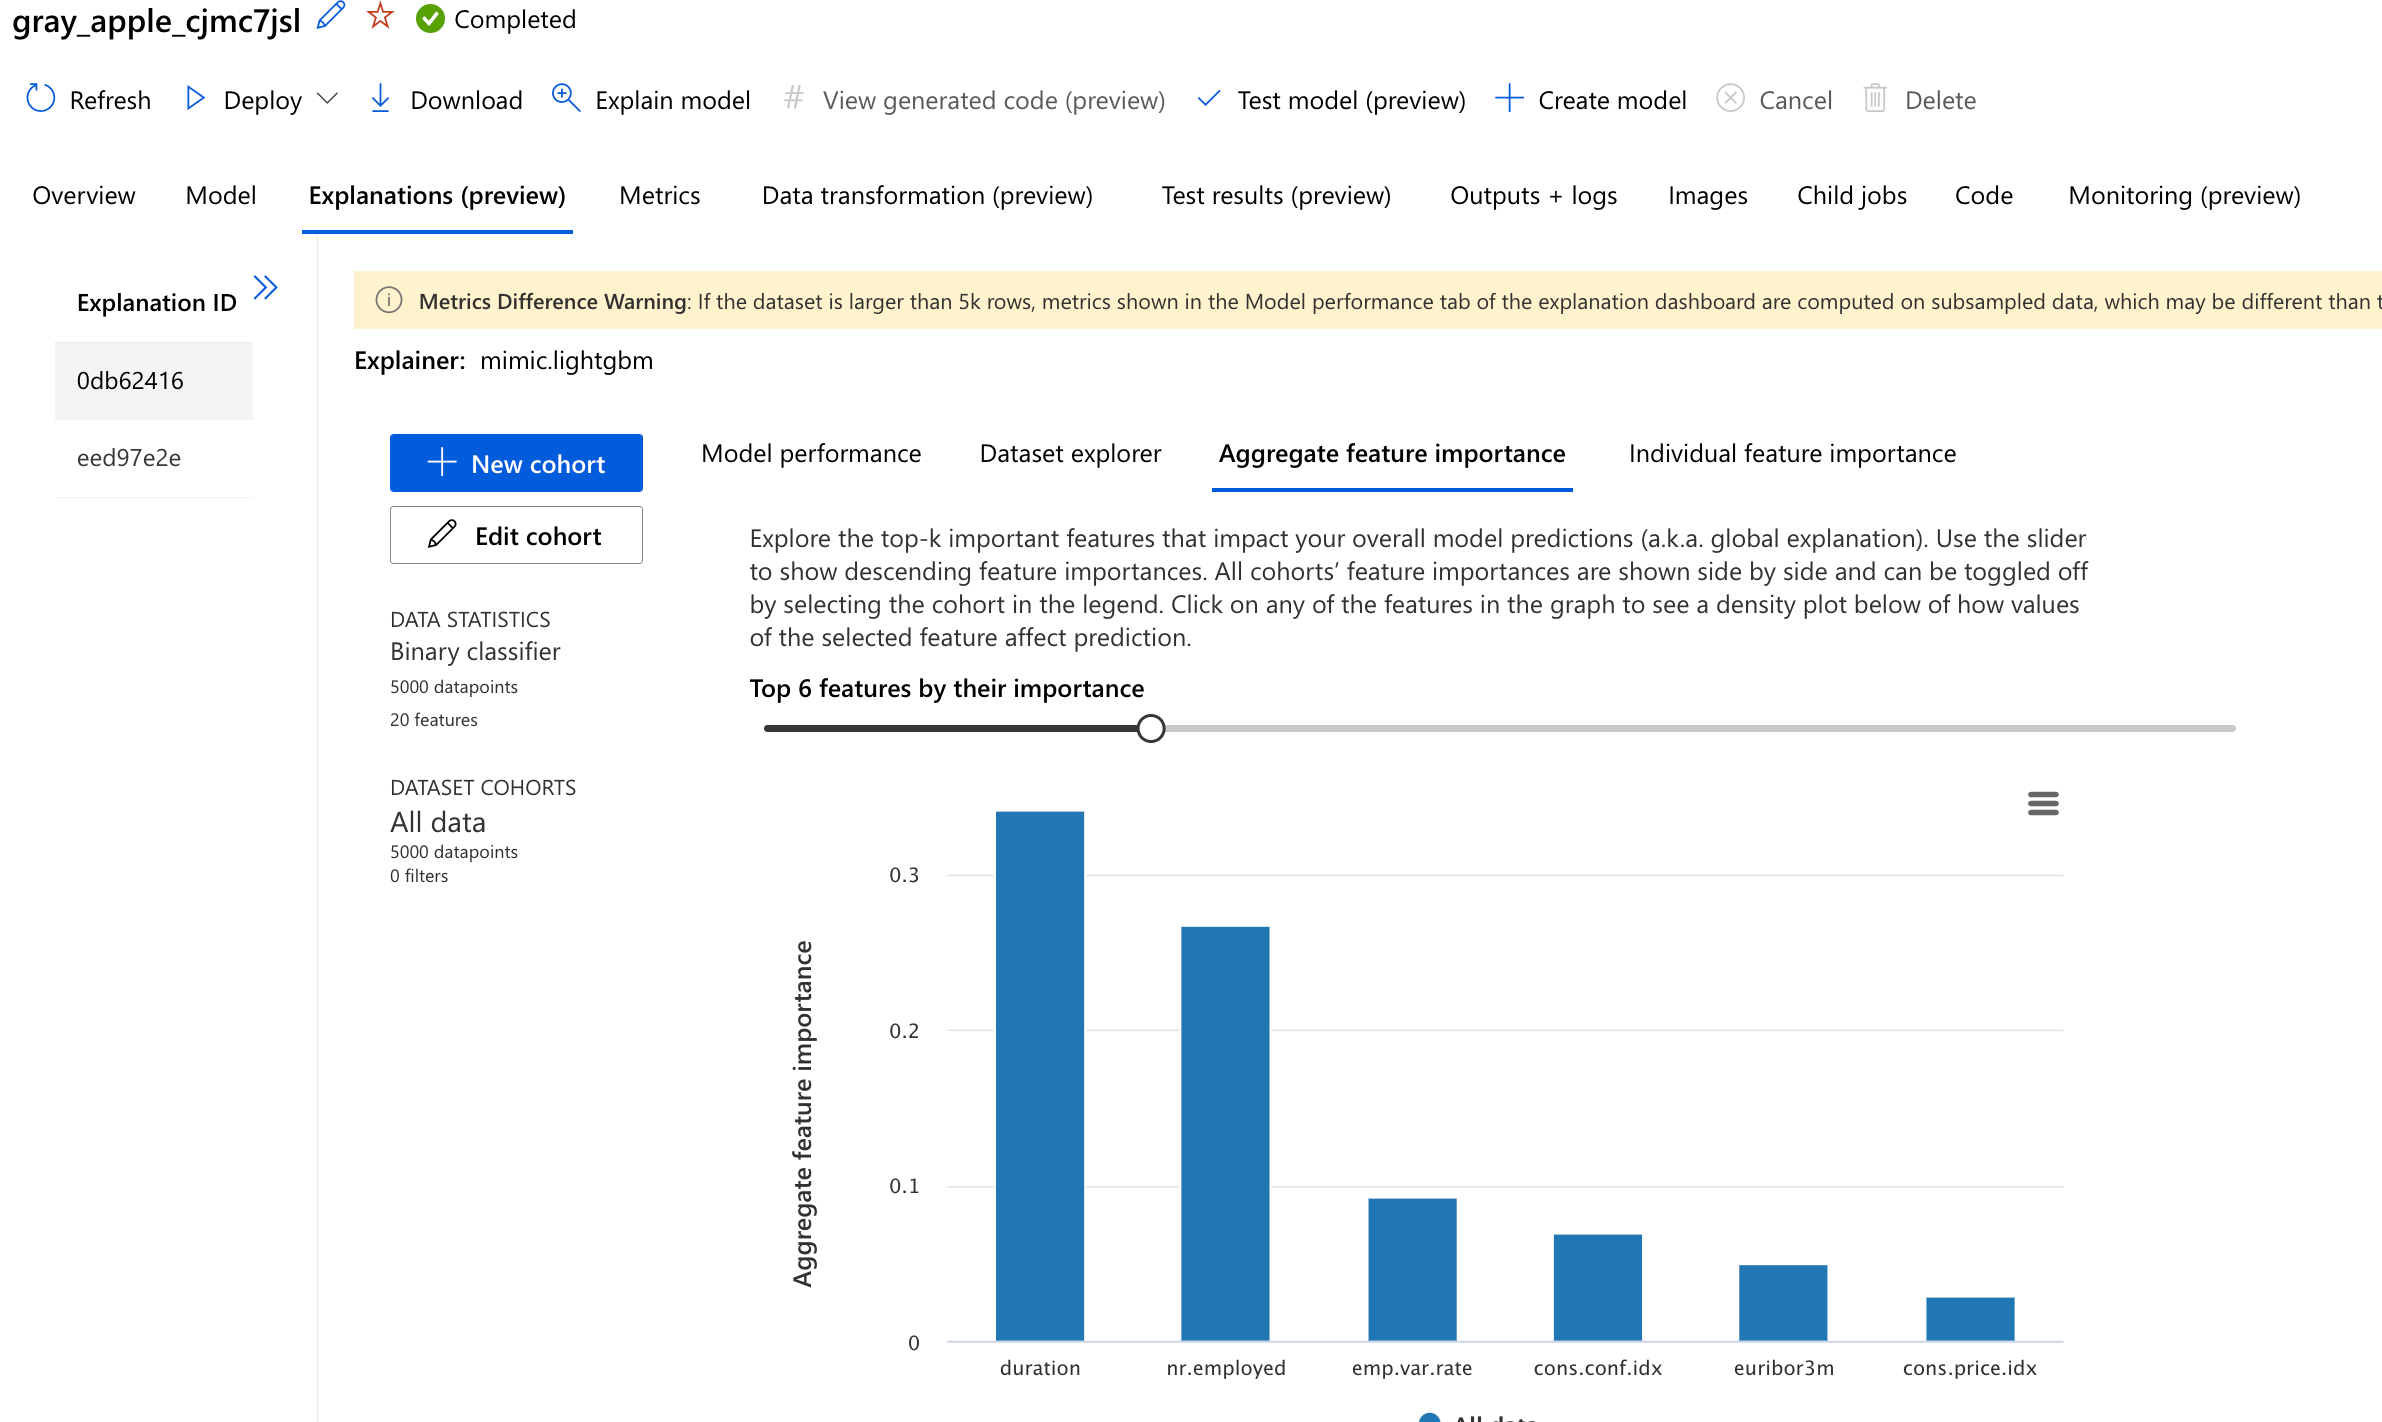 gray_apple_cjmc7jsl Completed
Refresh Deploy Download Explain model # View generated code (preview) Test model (preview) Create model Cancel Delete
Overview Model Explanations (preview) Metrics Data transformation (preview) Test results (preview) Outputs + logs Images Child jobs Code Monitoring (preview)
Explanation ID
0db62416
eed97e2e
Metrics Difference Warning: If the dataset is larger than 5k rows, metrics shown in the Model performance tab of the explanation dashboard are computed on subsampled data, which may be different than
Explainer: mimic.lightgbm
New cohort
Edit cohort
DATA STATISTICS
Binary classifier
5000 datapoints
20 features
DATASET COHORTS
All data
5000 datapoints
0 filters
Model performance Dataset explorer Aggregate feature importance Individual feature importance
Explore the top-k important features that impact your overall model predictions (a.k.a. global explanation). Use the slider
to show descending feature importances. All cohorts’ feature importances are shown side by side and can be toggled off
by selecting the cohort in the legend. Click on any of the features in the graph to see a density plot below of how values
of the selected feature affect prediction.
Top 6 features by their importance
Aggregate feature importance
0.3
0.2
0.1
0
duration nr.employed emp.var.rate cons.conf.idx euribor3m cons.price.idx